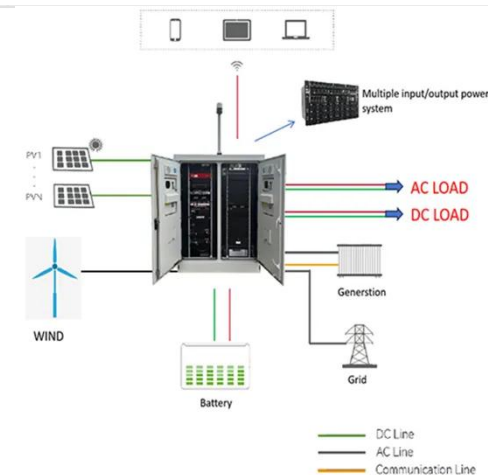 Multiple input/output power
system
PV1
PVN
AC LOAD
DC LOAD
WIND
Generstion
Battery
Grid
DC Line
AC Line
Communication Line